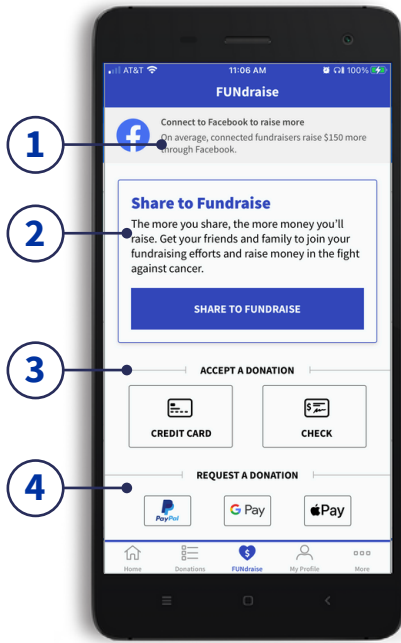 AT&T 11:06 AM 100%
FUNdraise
1
Connect to Facebook to raise more
On average, connected fundraisers raise $150 more
through Facebook.
2
Share to Fundraise
The more you share, the more money you'll
raise. Get your friends and family to join your
fundraising efforts and raise money in the fight
against cancer.
SHARE TO FUNDRAISE
3
ACCEPT A DONATION
CREDIT CARD CHECK
4
REQUEST A DONATION
PayPal G Pay Pay
Home Donations FUNdraise My Profile More